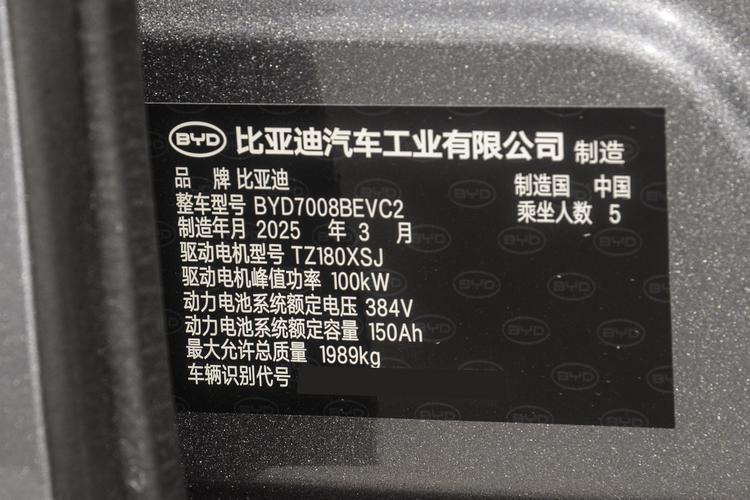 BYD 比亚迪汽车工业有限公司 制造
品 牌 比亚迪 制造国 中国
整车型号 BYD7008BEVC2 乘坐人数 5
制造年月 2025 年 3 月
驱动电机型号 TZ180XSJ
驱动电机峰值功率 100kW
动力电池系统额定电压 384V
动力电池系统额定容量 150Ah
最大允许总质量 1989kg
车辆识别代号